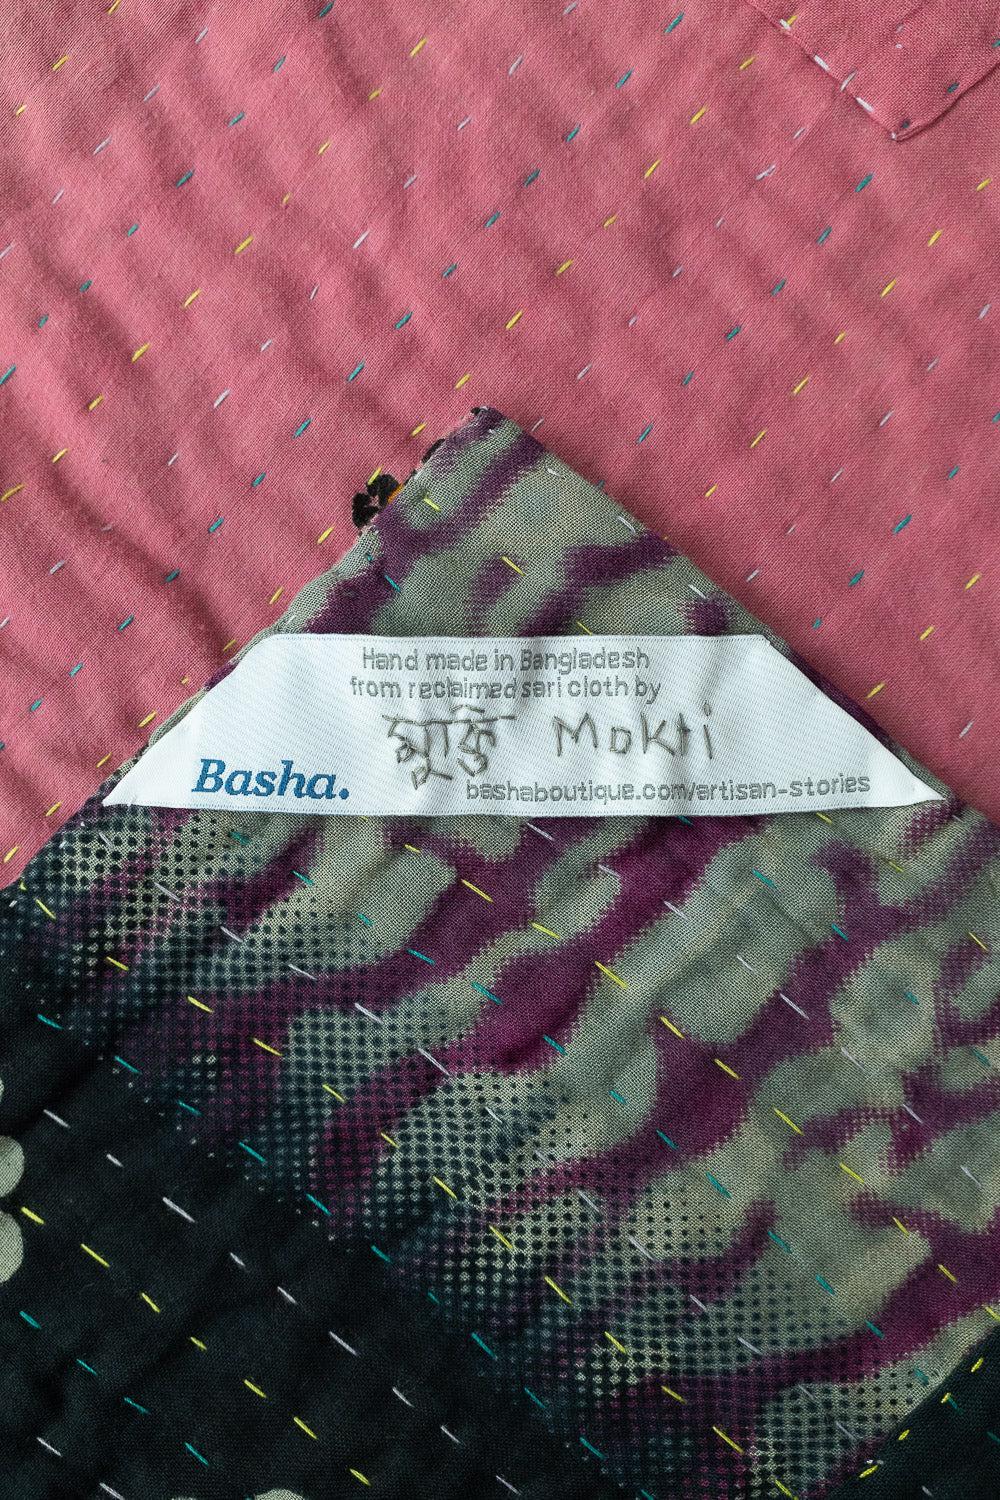 Hand made in Bangladesh
from reclaimed sari cloth by
মুক্তি Mokti
Basha.
bashaboutique.com/artisan-stories